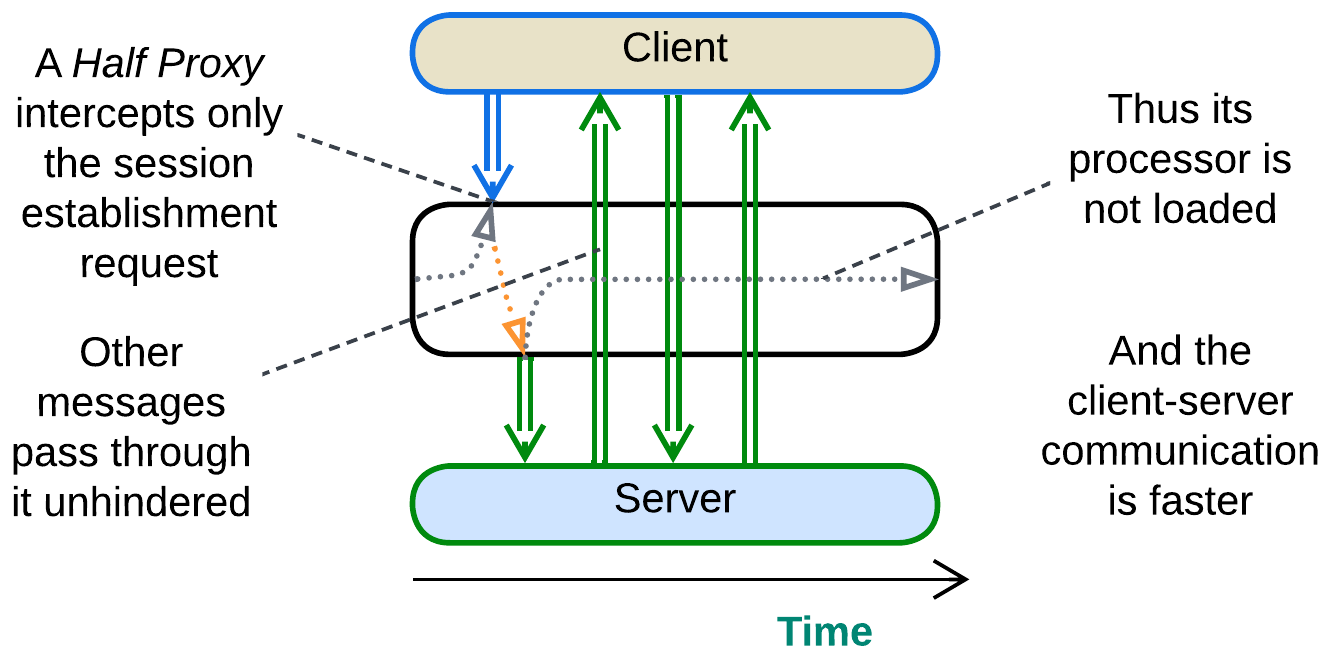 Client
A Half Proxy
intercepts only
the session
establishment
request
Thus its
processor is
not loaded
Other
messages
pass through
it unhindered
And the
client-server
communication
is faster
Server
Time